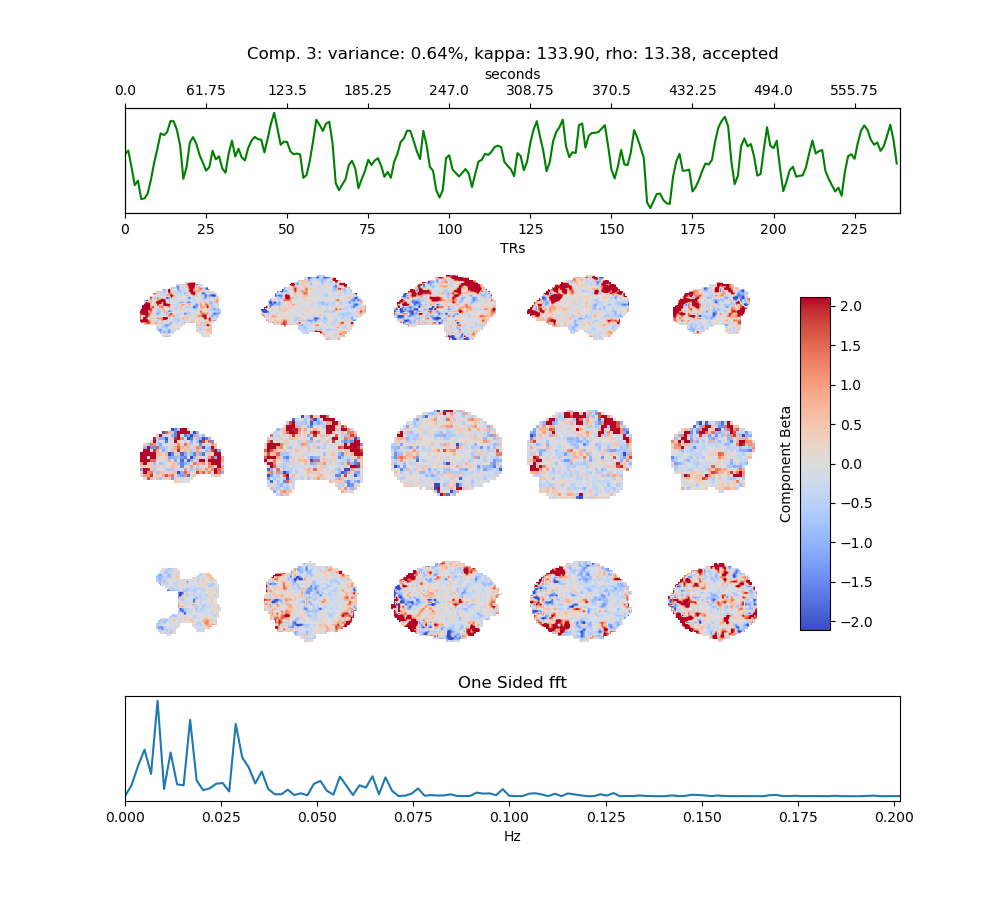 Comp. 3: variance: 0.64%, kappa: 133.90, rho: 13.38, accepted
seconds
0.0 61.75 123.5 185.25 247.0 308.75 370.5 432.25 494.0 555.75
0 25 50 75 100 125 150 175 200 225
TRs
2.0
1.5
1.0
0.5
0.0
−0.5
−1.0
−1.5
−2.0
Component Beta
One Sided fft
0.000 0.025 0.050 0.075 0.100 0.125 0.150 0.175 0.200
Hz